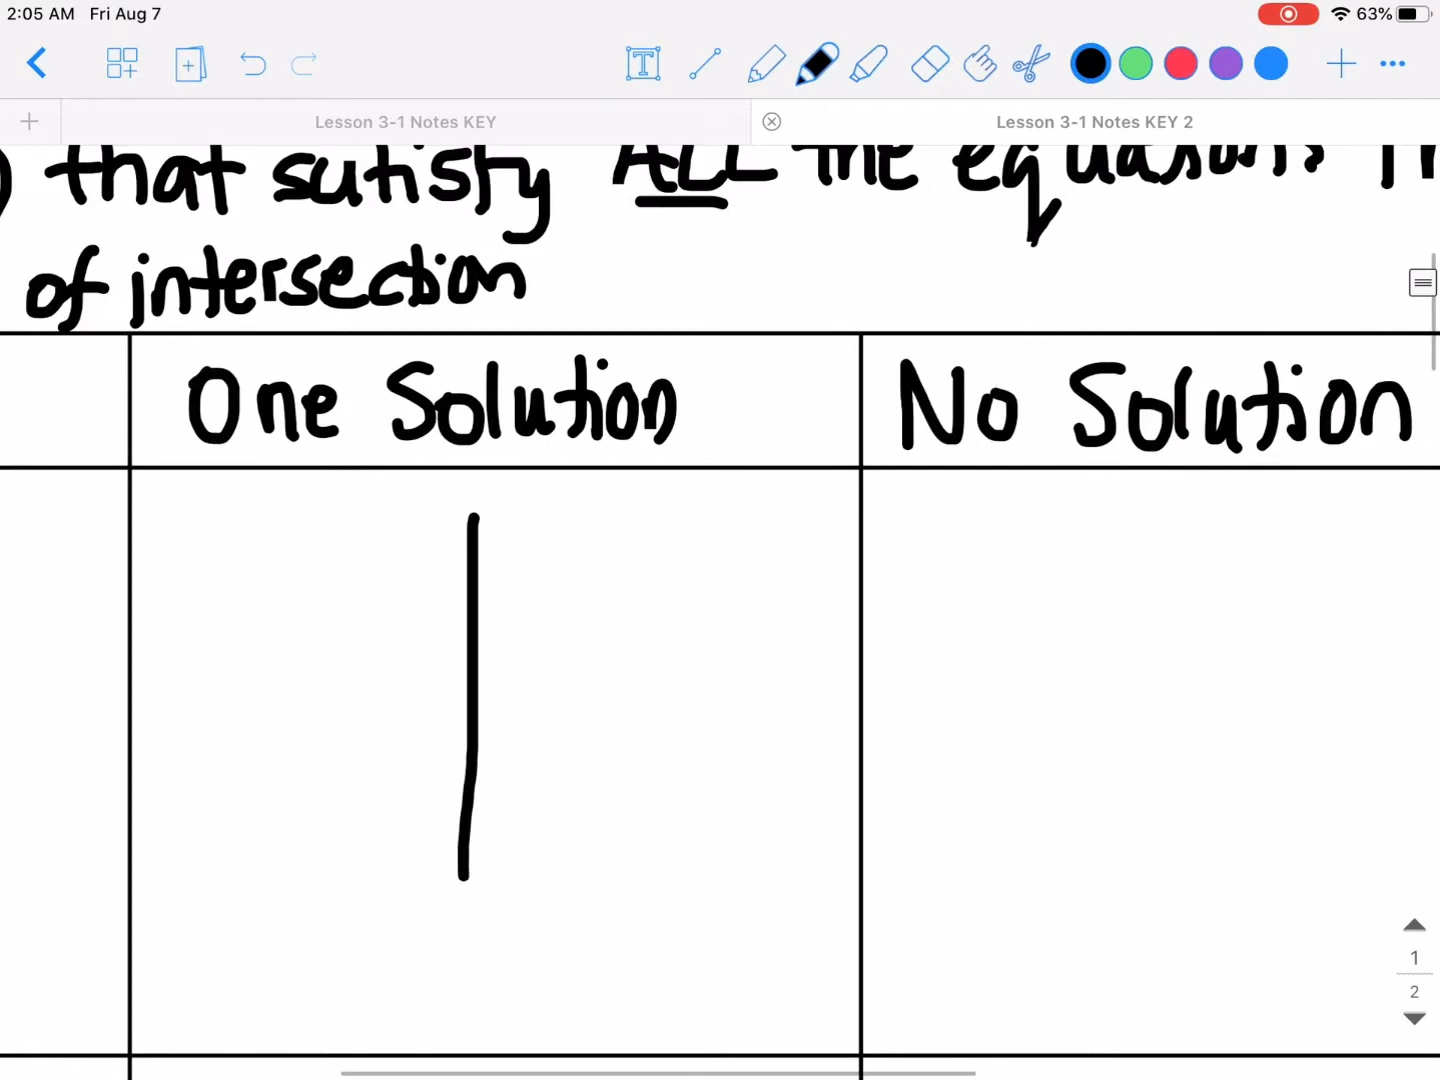 2:05 AM Fri Aug 7
63%
T
Lesson 3-1 Notes KEY
Lesson 3-1 Notes KEY 2
that satisfy ALL the equations
of intersection
One Solution
No Solution
1
2